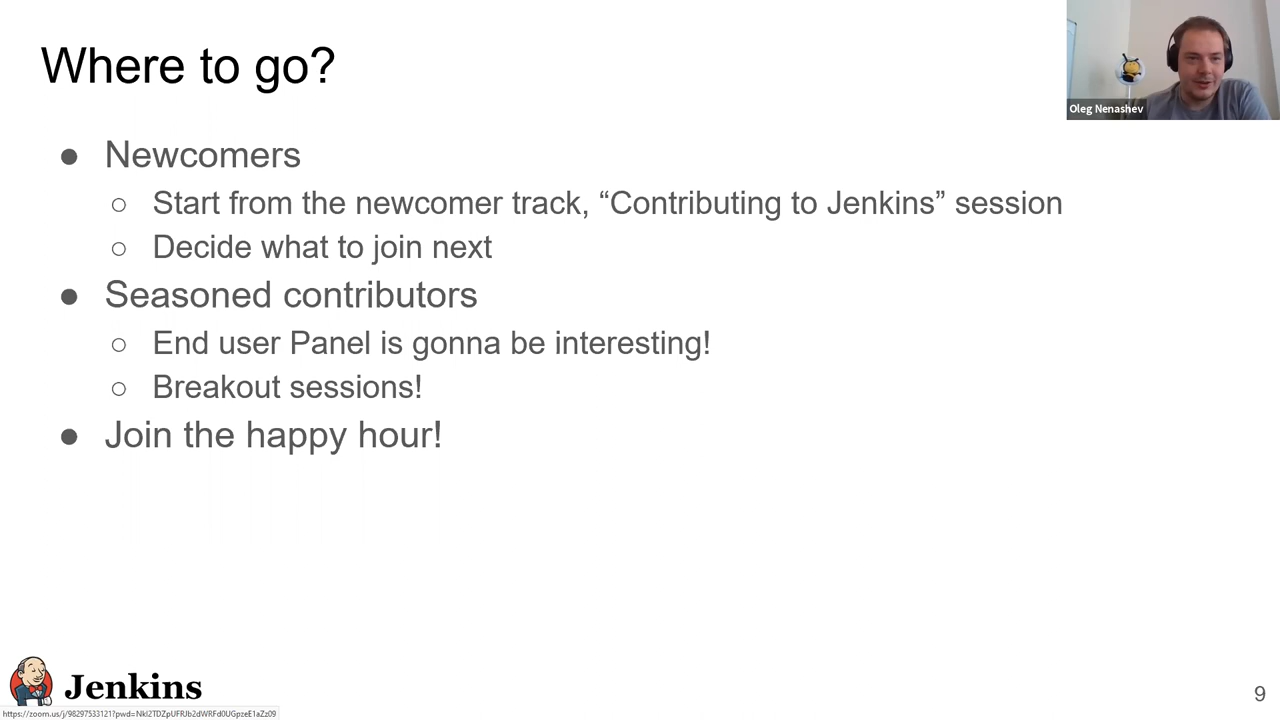 Where to go?
Oleg Nenashev
● Newcomers
○ Start from the newcomer track, “Contributing to Jenkins” session
○ Decide what to join next
● Seasoned contributors
○ End user Panel is gonna be interesting!
○ Breakout sessions!
● Join the happy hour!
Jenkins
9